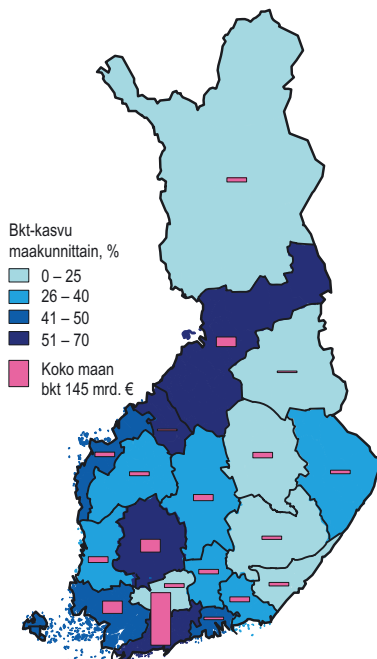 Bkt-kasvu
maakunnittain, %
0 – 25
26 – 40
41 – 50
51 – 70
Koko maan
bkt 145 mrd. €